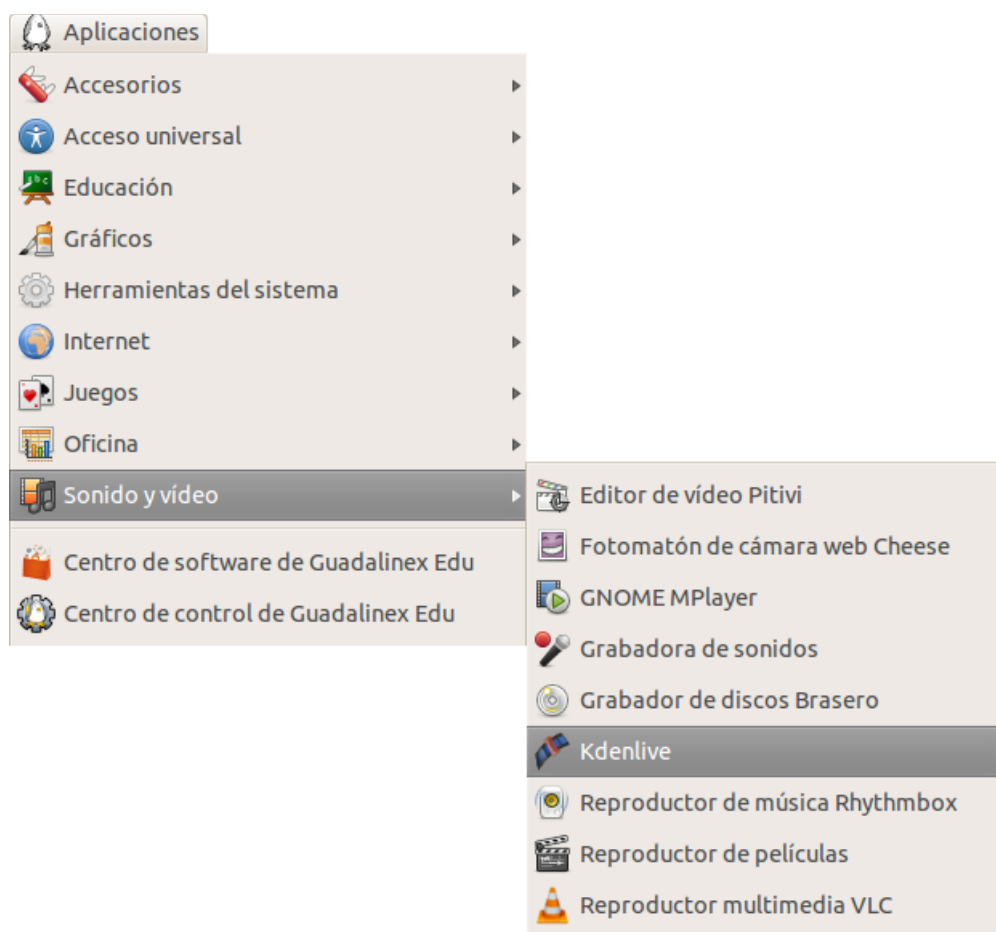 Aplicaciones
Accesorios
Acceso universal
Educación
Gráficos
Herramientas del sistema
Internet
Juegos
Oficina
Sonido y vídeo
Centro de software de Guadalinex Edu
Centro de control de Guadalinex Edu
Editor de vídeo Pitivi
Fotomatón de cámara web Cheese
GNOME MPlayer
Grabadora de sonidos
Grabador de discos Brasero
Kdenlive
Reproductor de música Rhythmbox
Reproductor de películas
Reproductor multimedia VLC